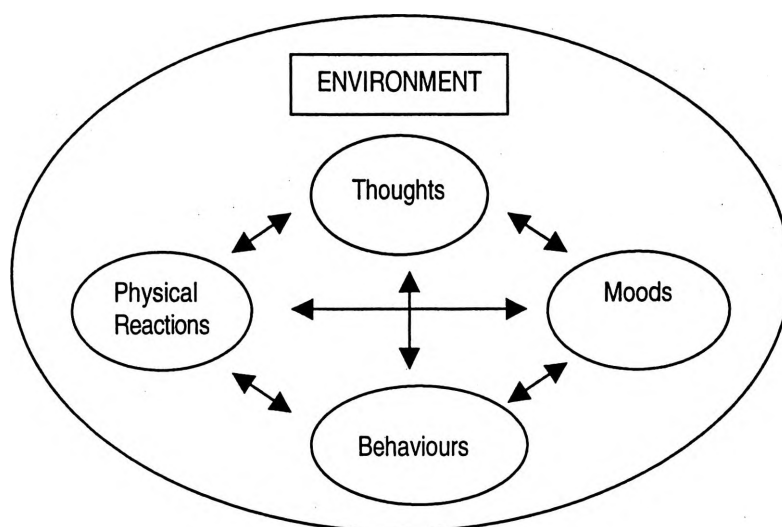 ENVIRONMENT
Thoughts
Physical
Reactions
Moods
Behaviours